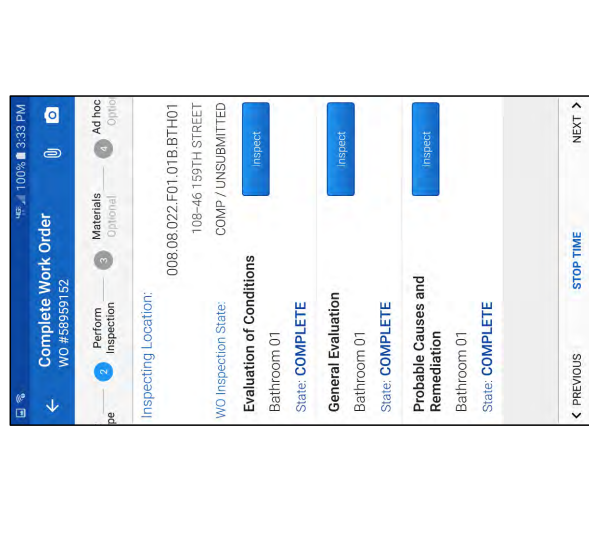 4G 100% 3:33 PM
Complete Work Order
WO #58959152
pe
2 Perform Inspection
3 Materials Optional
4 Ad hoc Optio
Inspecting Location:
008.08.022.F01.01B.BTH01
108-46 159TH STREET
WO Inspection State: COMP / UNSUBMITTED
Evaluation of Conditions
Bathroom 01
Inspect
State: COMPLETE
General Evaluation
Bathroom 01
Inspect
State: COMPLETE
Probable Causes and
Remediation
Bathroom 01
Inspect
State: COMPLETE
PREVIOUS STOP TIME NEXT